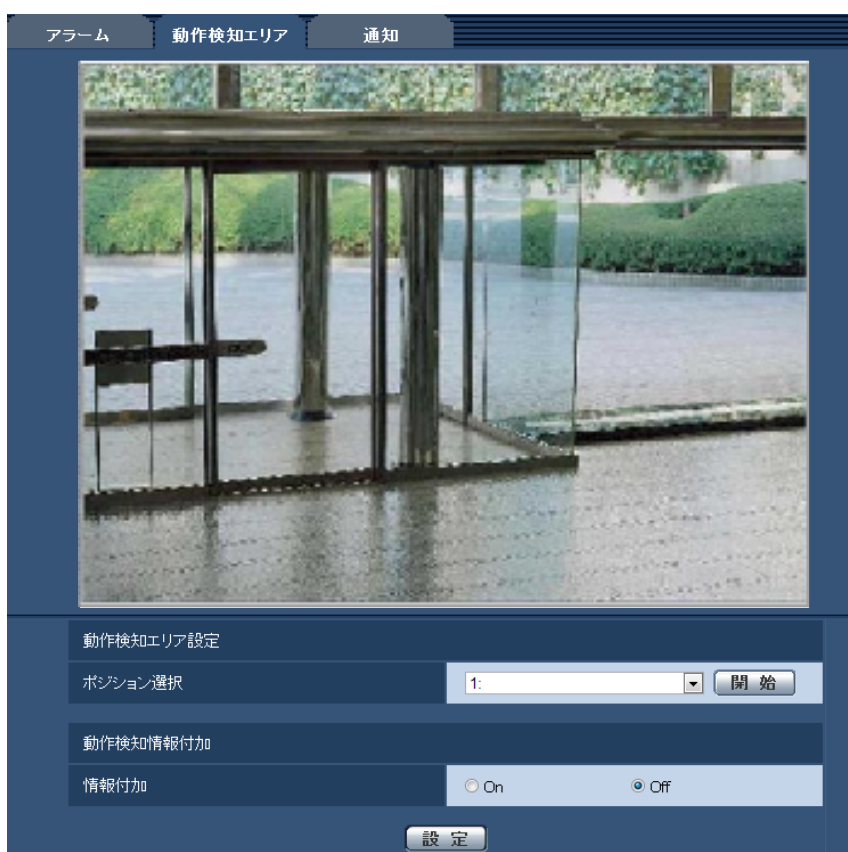 アラーム 動作検知エリア 通知
動作検知エリア設定
ポジション選択 1: 開 始
動作検知情報付加
情報付加 On Off
設 定